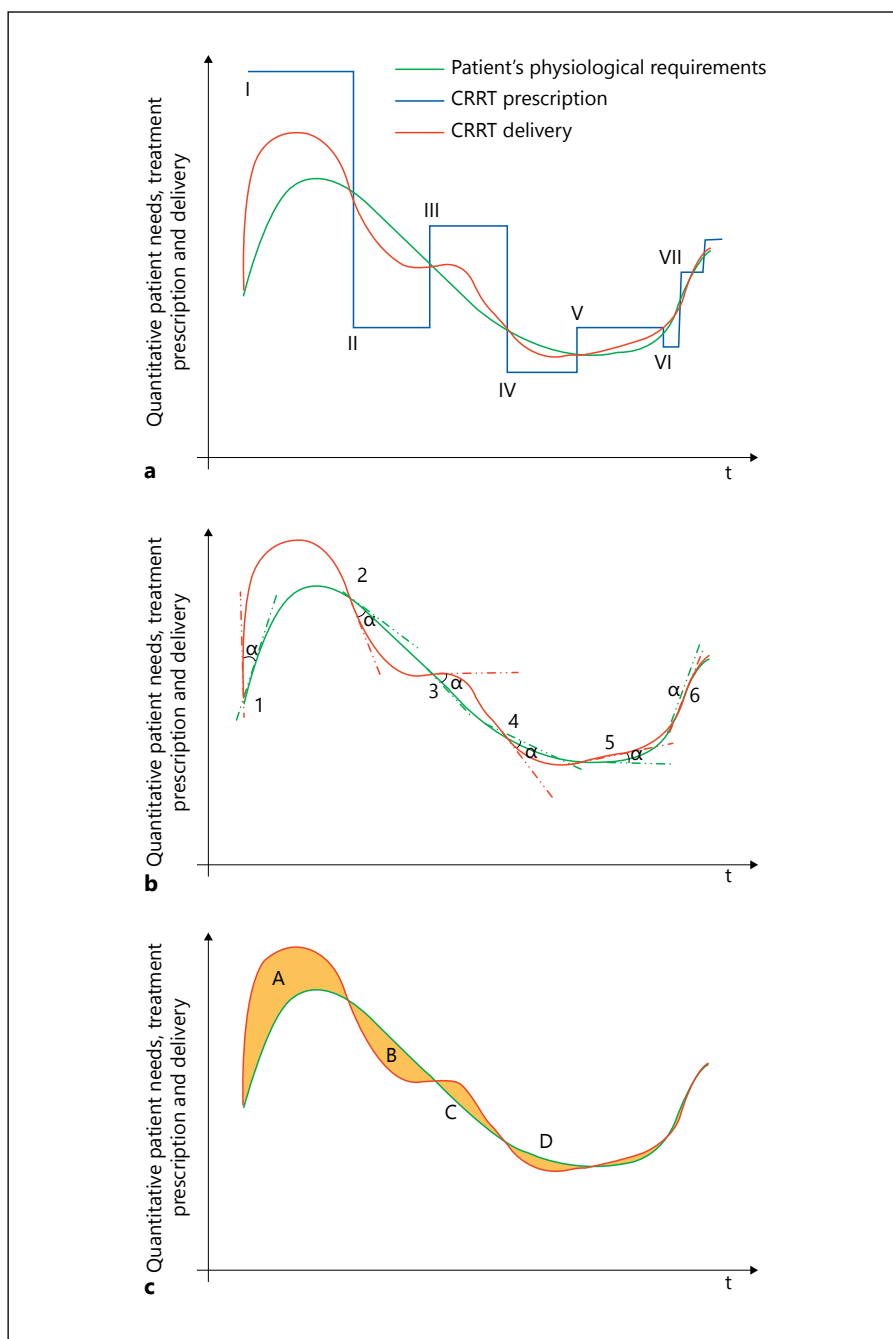 Quantitative patient needs, treatment
prescription and delivery
Patient's physiological requirements
CRRT prescription
CRRT delivery
I
II
III
IV
V
VI
VII
t
a
Quantitative patient needs, treatment
prescription and delivery
α
1
2
α
3
α
4
α
5
α
α
6
t
b
Quantitative patient needs, treatment
prescription and delivery
A
B
C
D
t
c